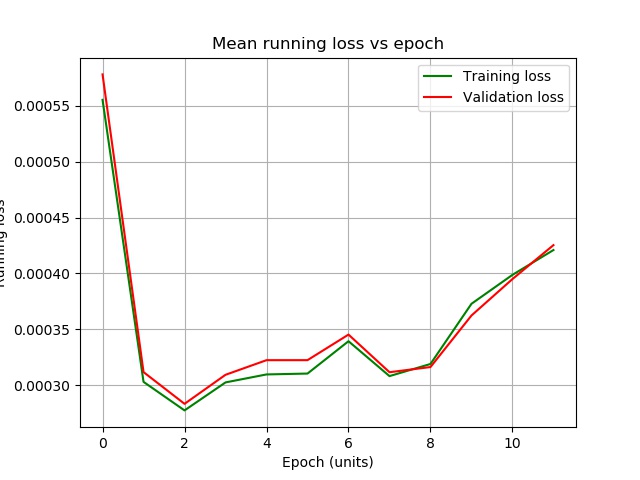 Mean running loss vs epoch
Training loss
Validation loss
0.00055
0.00050
0.00045
0.00040
0.00035
0.00030
Running loss
0 2 4 6 8 10
Epoch (units)